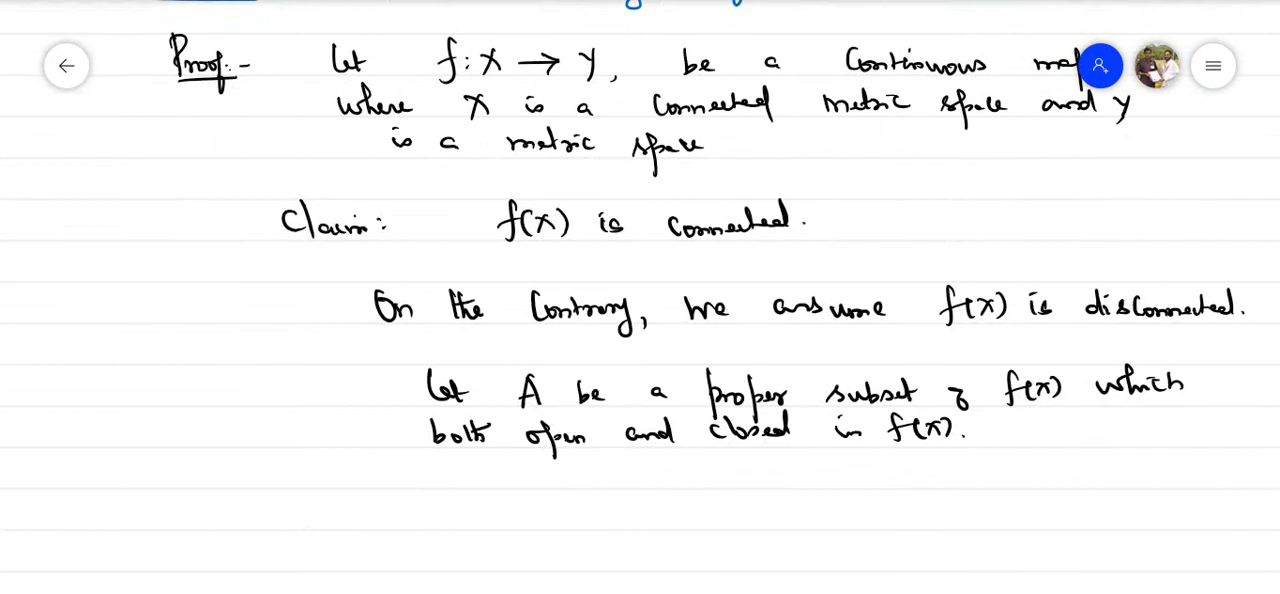 Proof:- Let f: X → Y, be a continuous
where X is a connected metric space and Y
is a metric space
Claim: f(X) is connected.
On the contrary, we assume f(X) is disconnected.
Let A be a proper subset of f(X) which
both open and closed in f(X).